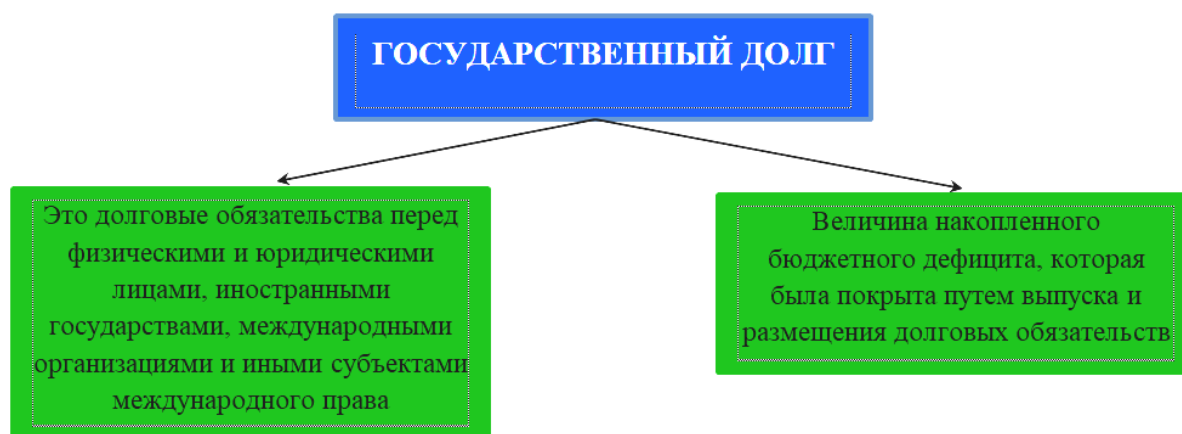 ГОСУДАРСТВЕННЫЙ ДОЛГ
Это долговые обязательства перед
физическими и юридическими
лицами, иностранными
государствами, международными
организациями и иными субъектами
международного права
Величина накопленного
бюджетного дефицита, которая
была покрыта путем выпуска и
размещения долговых обязательств